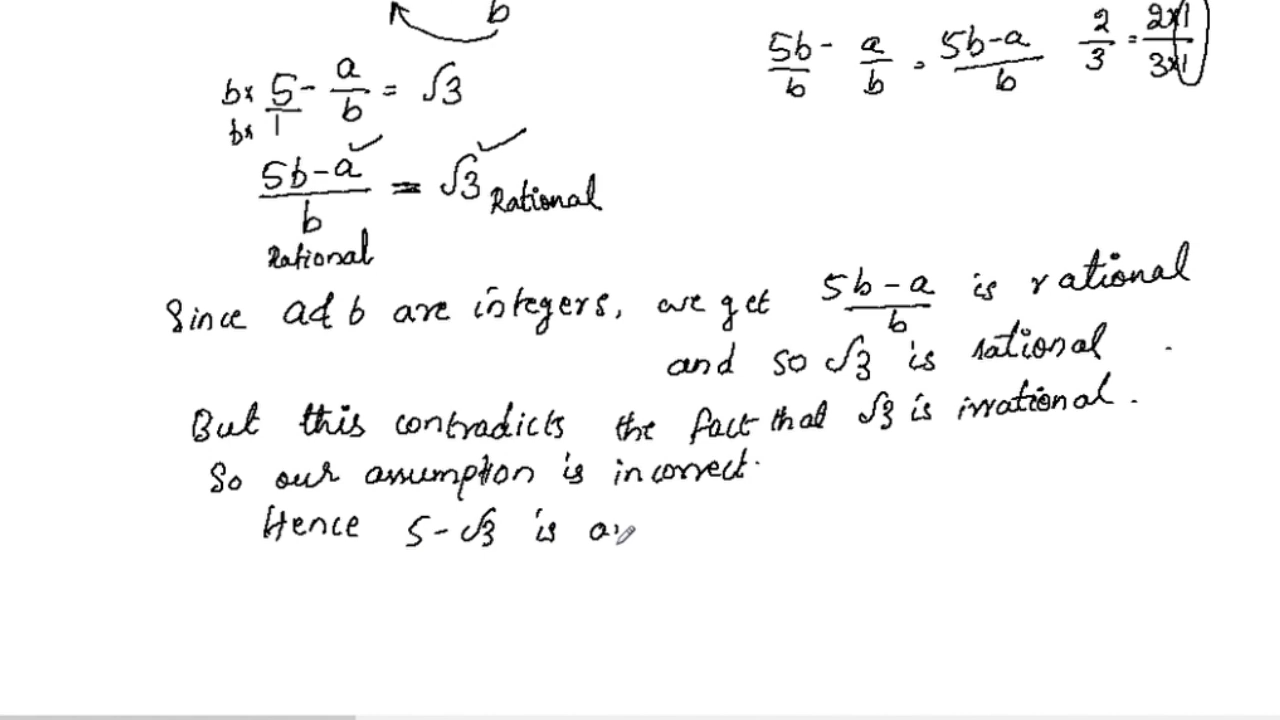 b
b× 5/1 - a/b = √3
b×
5b-a/b = √3 Rational
Rational
5b/b - a/b = 5b-a/b 2/3 = 2×1/3×1
Since a & b are integers, we get 5b-a/b is rational
and so √3 is rational.
But this contradicts the fact that √3 is irrational.
So our assumption is incorrect.
Hence 5-√3 is